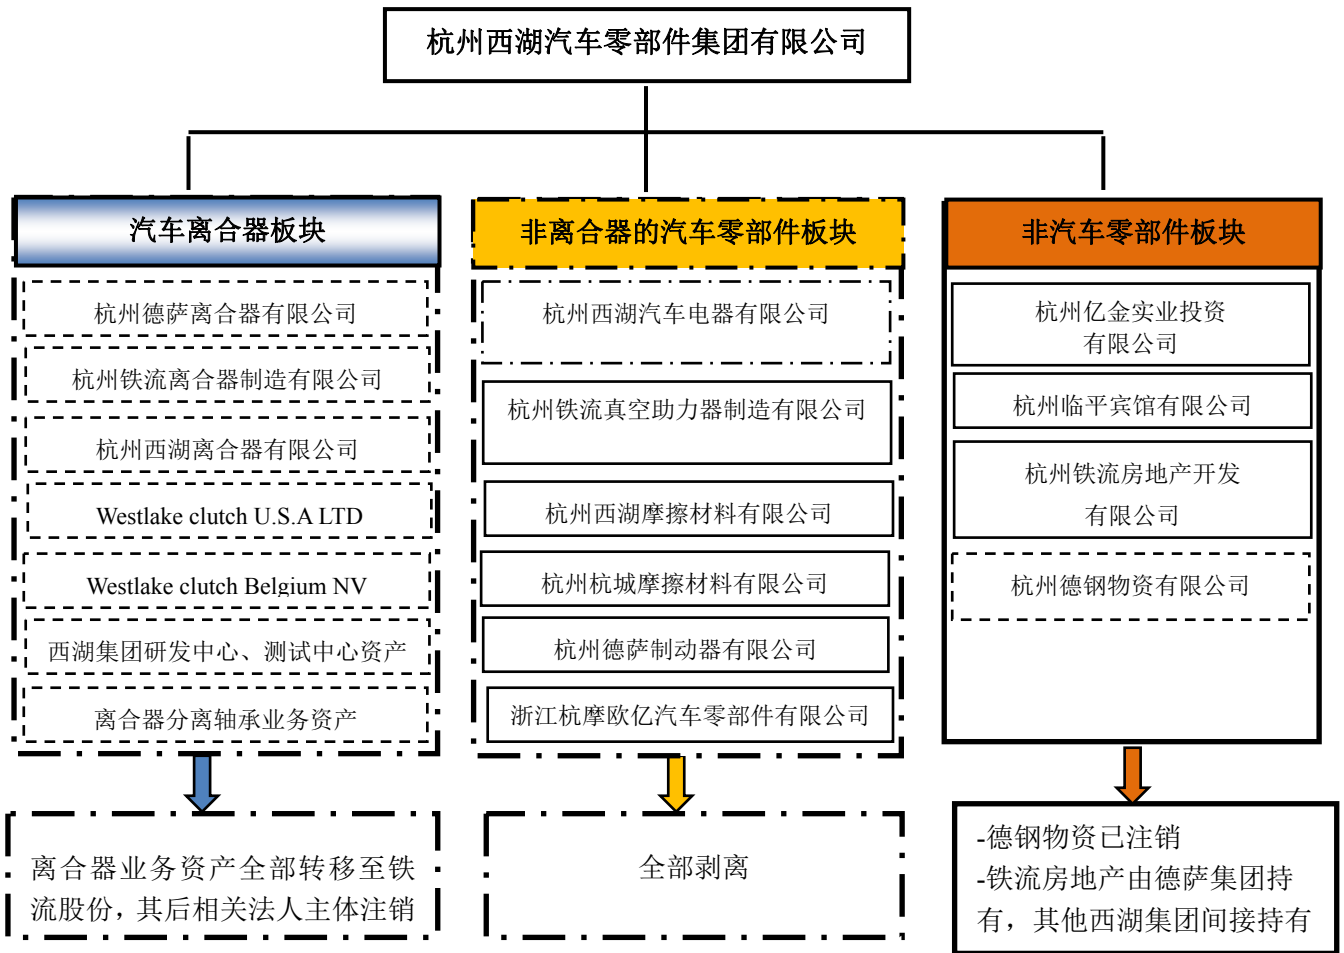 杭州西湖汽车零部件集团有限公司
汽车离合器板块
杭州德萨离合器有限公司
杭州铁流离合器制造有限公司
杭州西湖离合器有限公司
Westlake clutch U.S.A LTD
Westlake clutch Belgium NV
西湖集团研发中心、测试中心资产
离合器分离轴承业务资产
离合器业务资产全部转移至铁
流股份，其后相关法人主体注销
非离合器的汽车零部件板块
杭州西湖汽车电器有限公司
杭州铁流真空助力器制造有限公司
杭州西湖摩擦材料有限公司
杭州杭城摩擦材料有限公司
杭州德萨制动器有限公司
浙江杭摩欧亿汽车零部件有限公司
全部剥离
非汽车零部件板块
杭州亿金实业投资
有限公司
杭州临平宾馆有限公司
杭州铁流房地产开发
有限公司
杭州德钢物资有限公司
-德钢物资已注销
-铁流房地产由德萨集团持
有，其他西湖集团间接持有